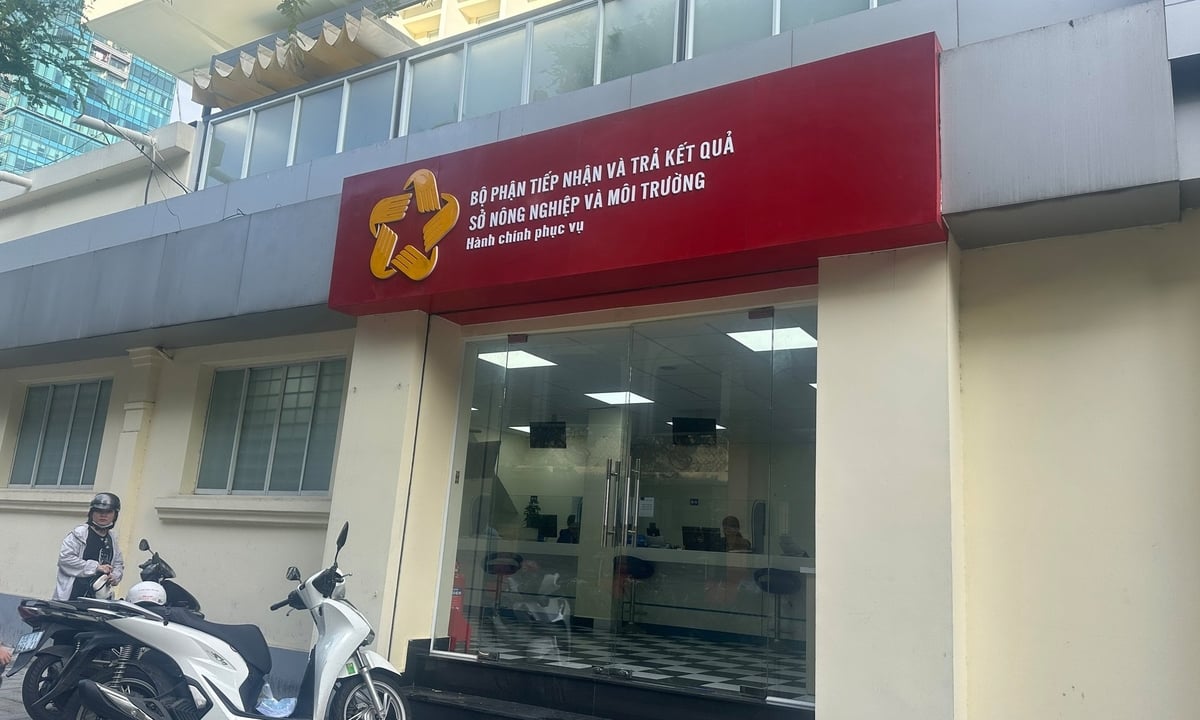 BỘ PHẬN TIẾP NHẬN VÀ TRẢ KẾT QUẢ
SỞ NÔNG NGHIỆP VÀ MÔI TRƯỜNG
Hành chính phục vụ